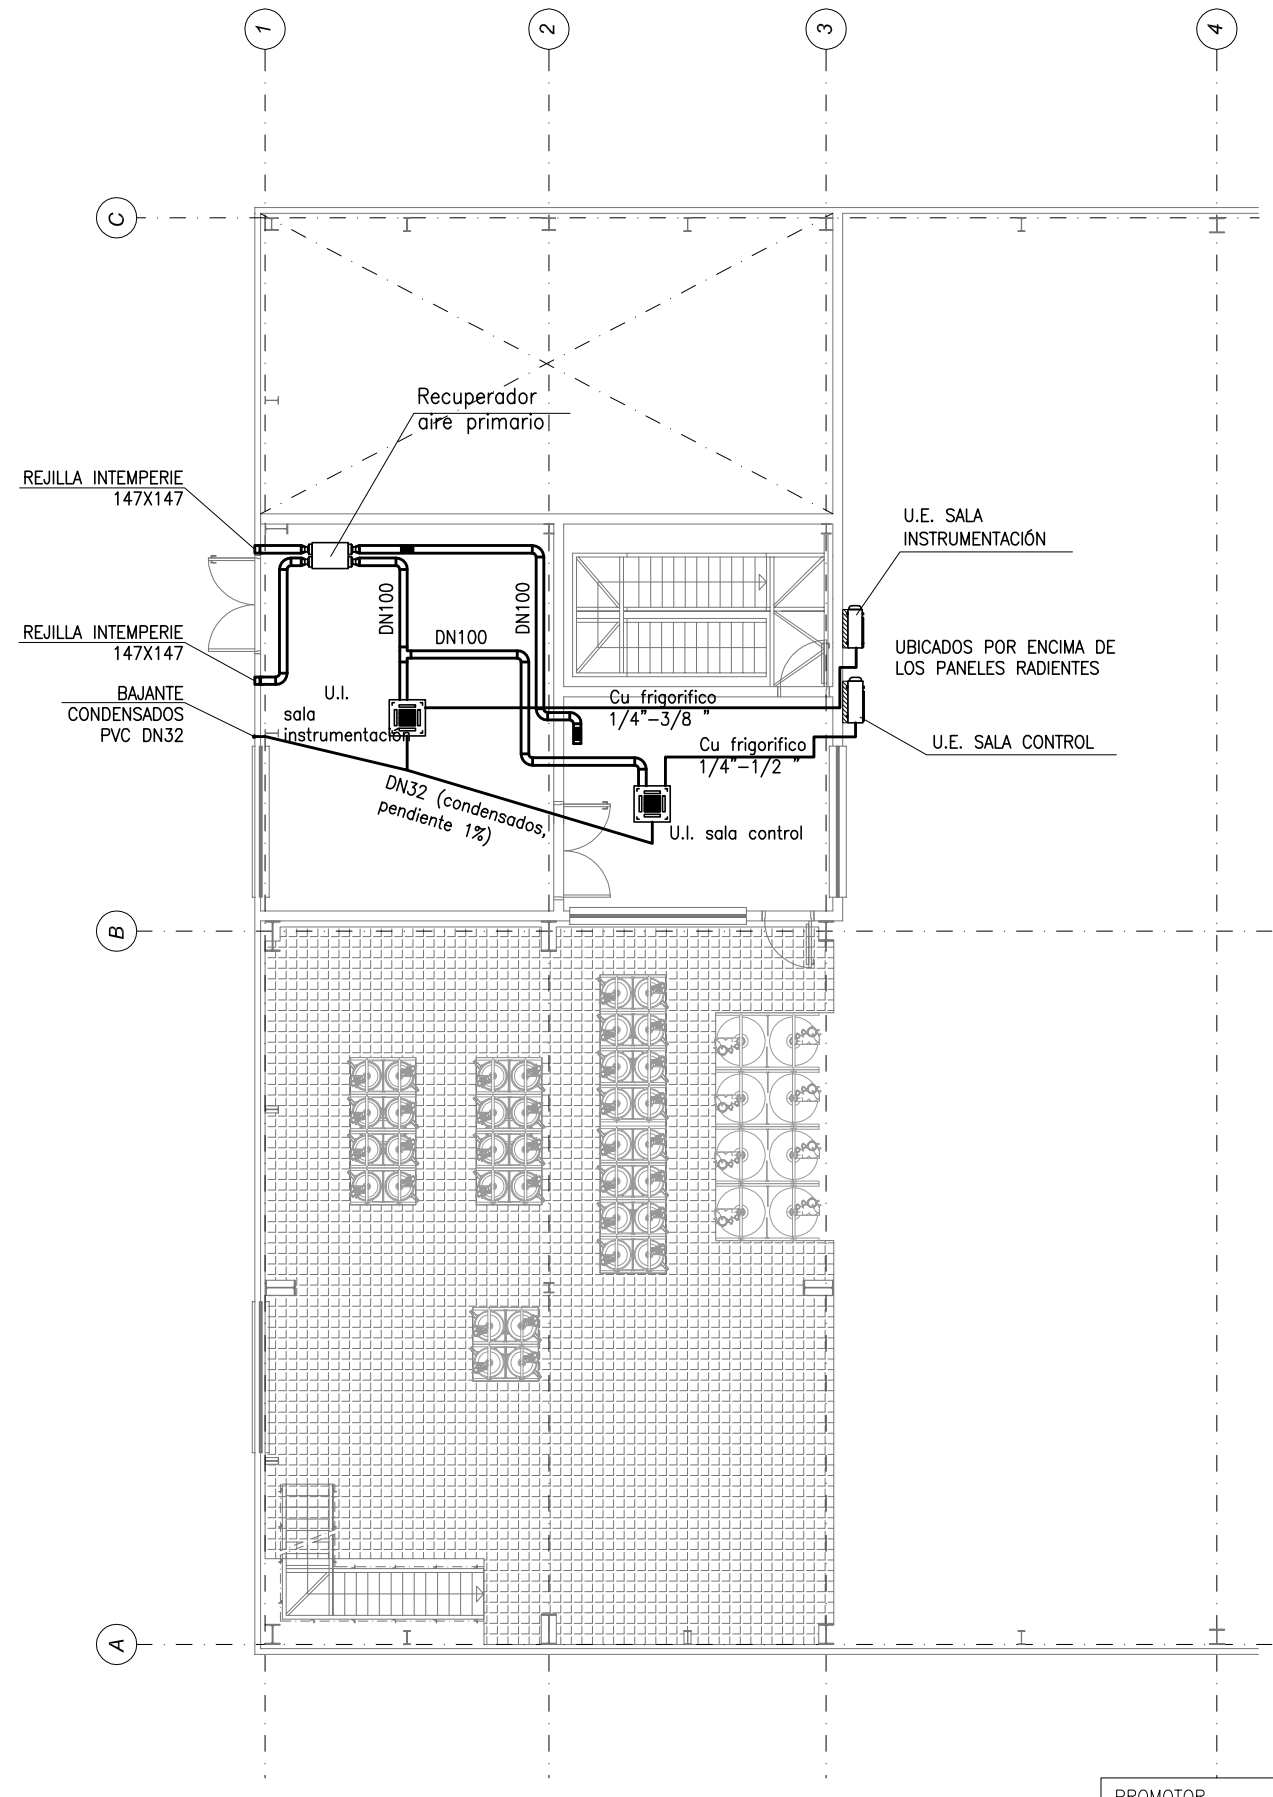 1
2
3
4
C
Recuperador
aire primario
REJILLA INTEMPERIE
147X147
U.E. SALA
INSTRUMENTACIÓN
DN100
DN100
DN100
REJILLA INTEMPERIE
147X147
UBICADOS POR ENCIMA DE
LOS PANELES RADIENTES
BAJANTE
CONDENSADOS
PVC DN32
U.I.
sala
instrumentación
Cu frigorifico
1/4"-3/8 "
Cu frigorifico
1/4"-1/2 "
U.E. SALA CONTROL
DN32 (condensados,
pendiente 1%)
U.I. sala control
B
A
PROMOTOR